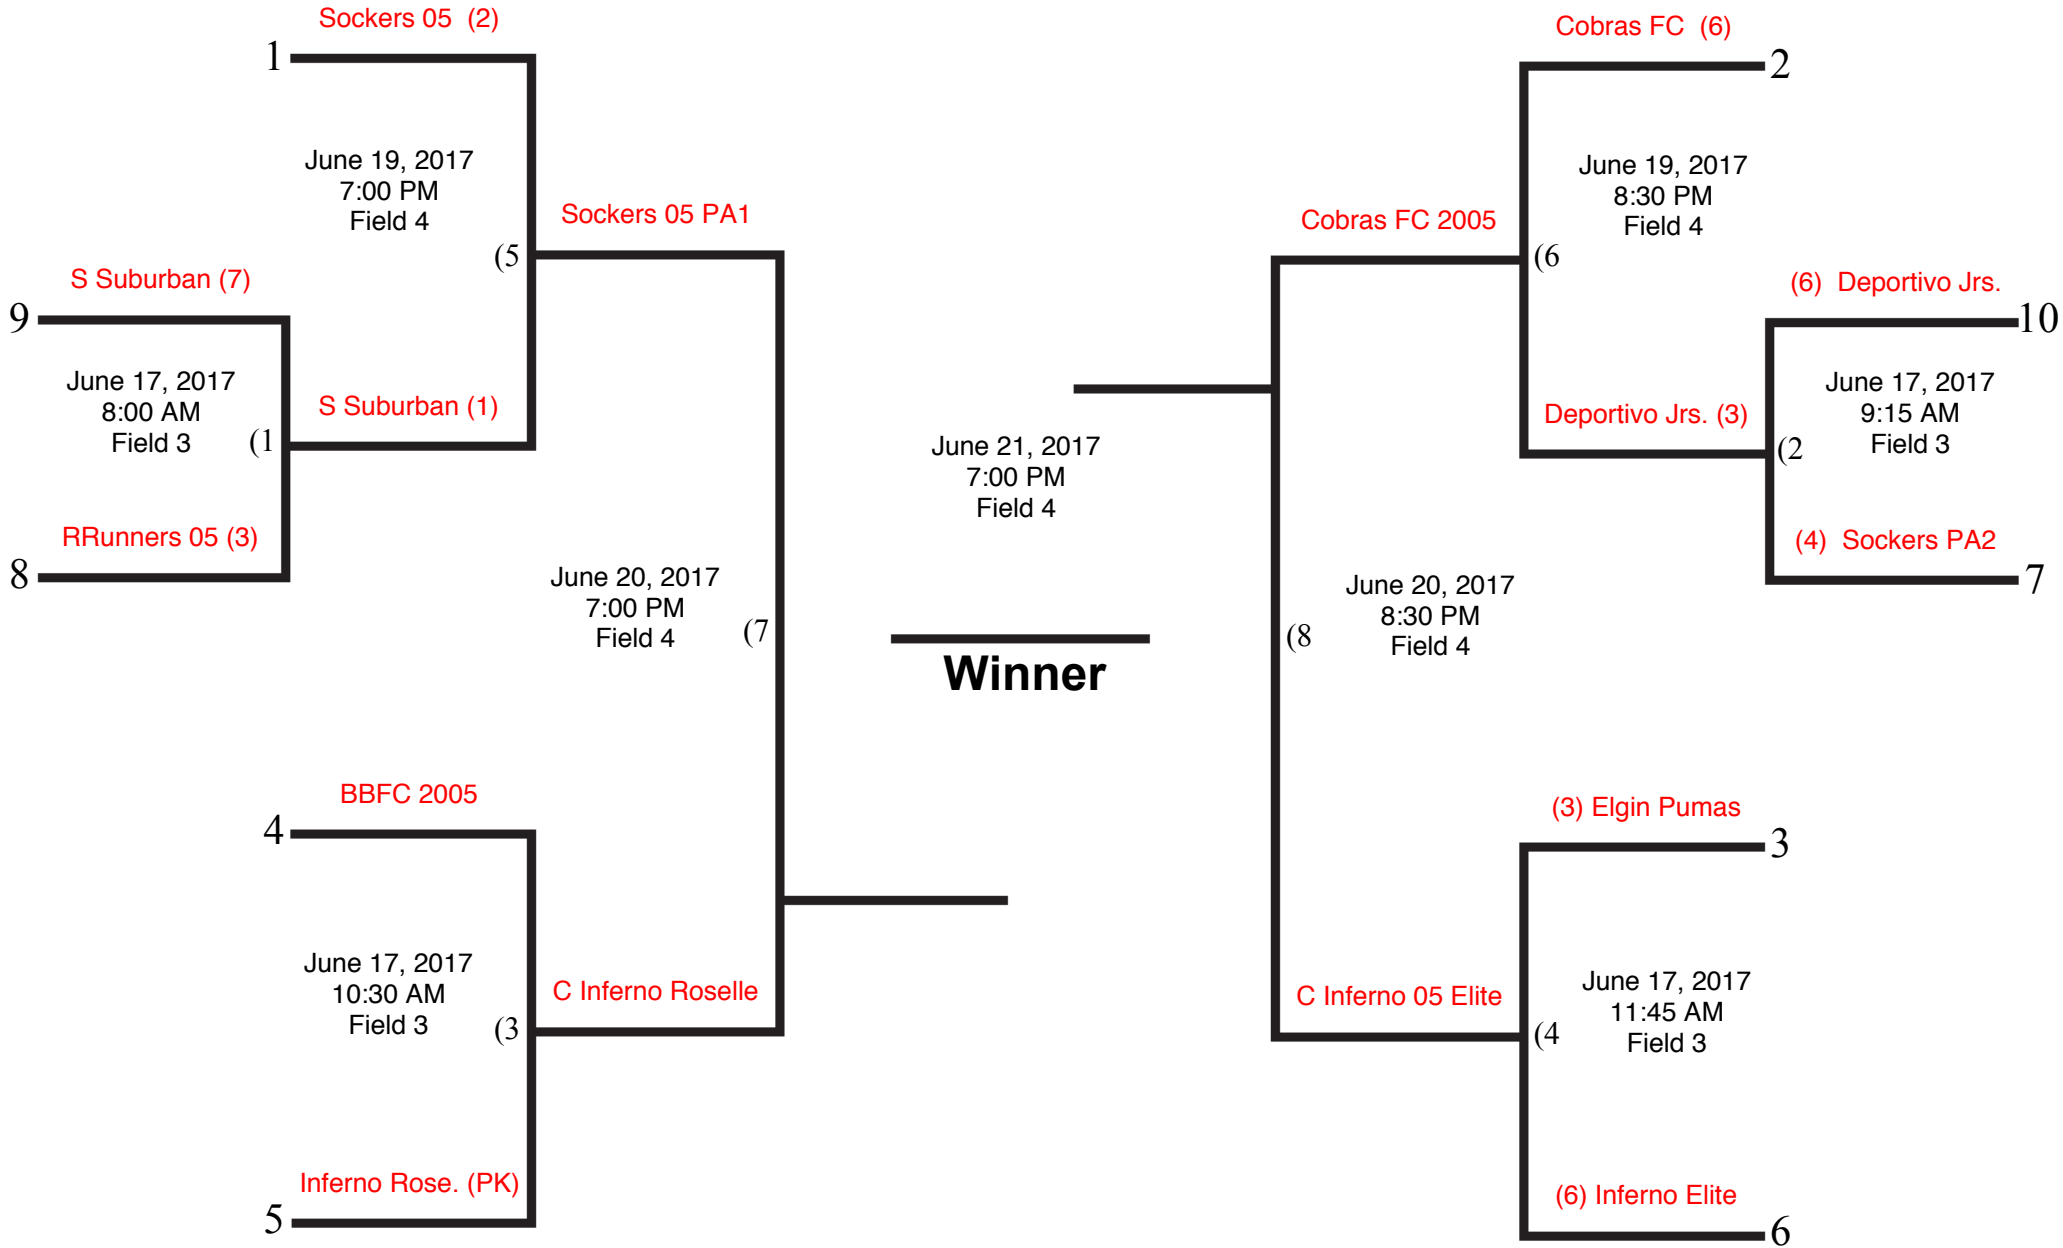 Sockers 05 (2)
1
June 19, 2017
7:00 PM
Field 4
(5
Sockers 05 PA1
S Suburban (7)
9
June 17, 2017
8:00 AM
Field 3
(1
S Suburban (1)
RRunners 05 (3)
8
June 20, 2017
7:00 PM
Field 4
(7
BBFC 2005
4
June 17, 2017
10:30 AM
Field 3
(3
C Inferno Roselle
Inferno Rose. (PK)
5
June 21, 2017
7:00 PM
Field 4
Winner
Cobras FC (6)
2
June 19, 2017
8:30 PM
Field 4
Cobras FC 2005
(6
(6) Deportivo Jrs.
10
June 17, 2017
9:15 AM
Field 3
Deportivo Jrs. (3)
(2
(4) Sockers PA2
7
June 20, 2017
8:30 PM
Field 4
(8
(3) Elgin Pumas
3
June 17, 2017
11:45 AM
Field 3
C Inferno 05 Elite
(4
(6) Inferno Elite
6